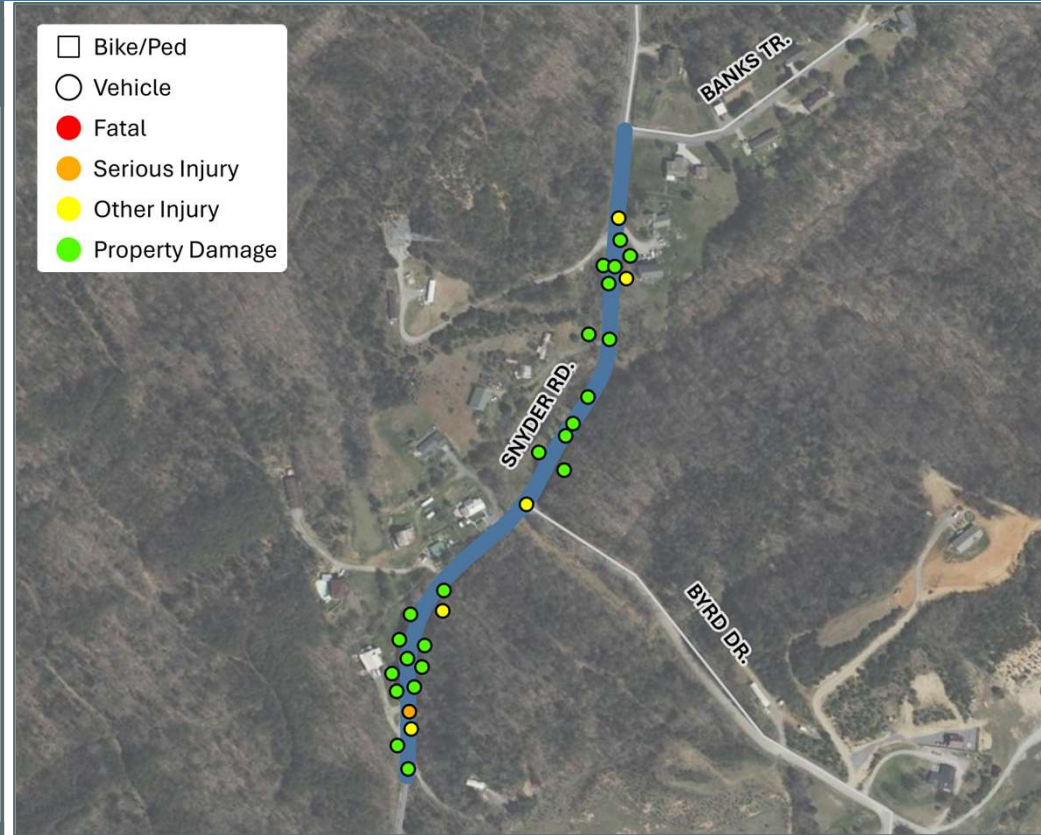 Bike/Ped
Vehicle
Fatal
Serious Injury
Other Injury
Property Damage
BANKS TR.
SNYDER RD.
BYRD DR.